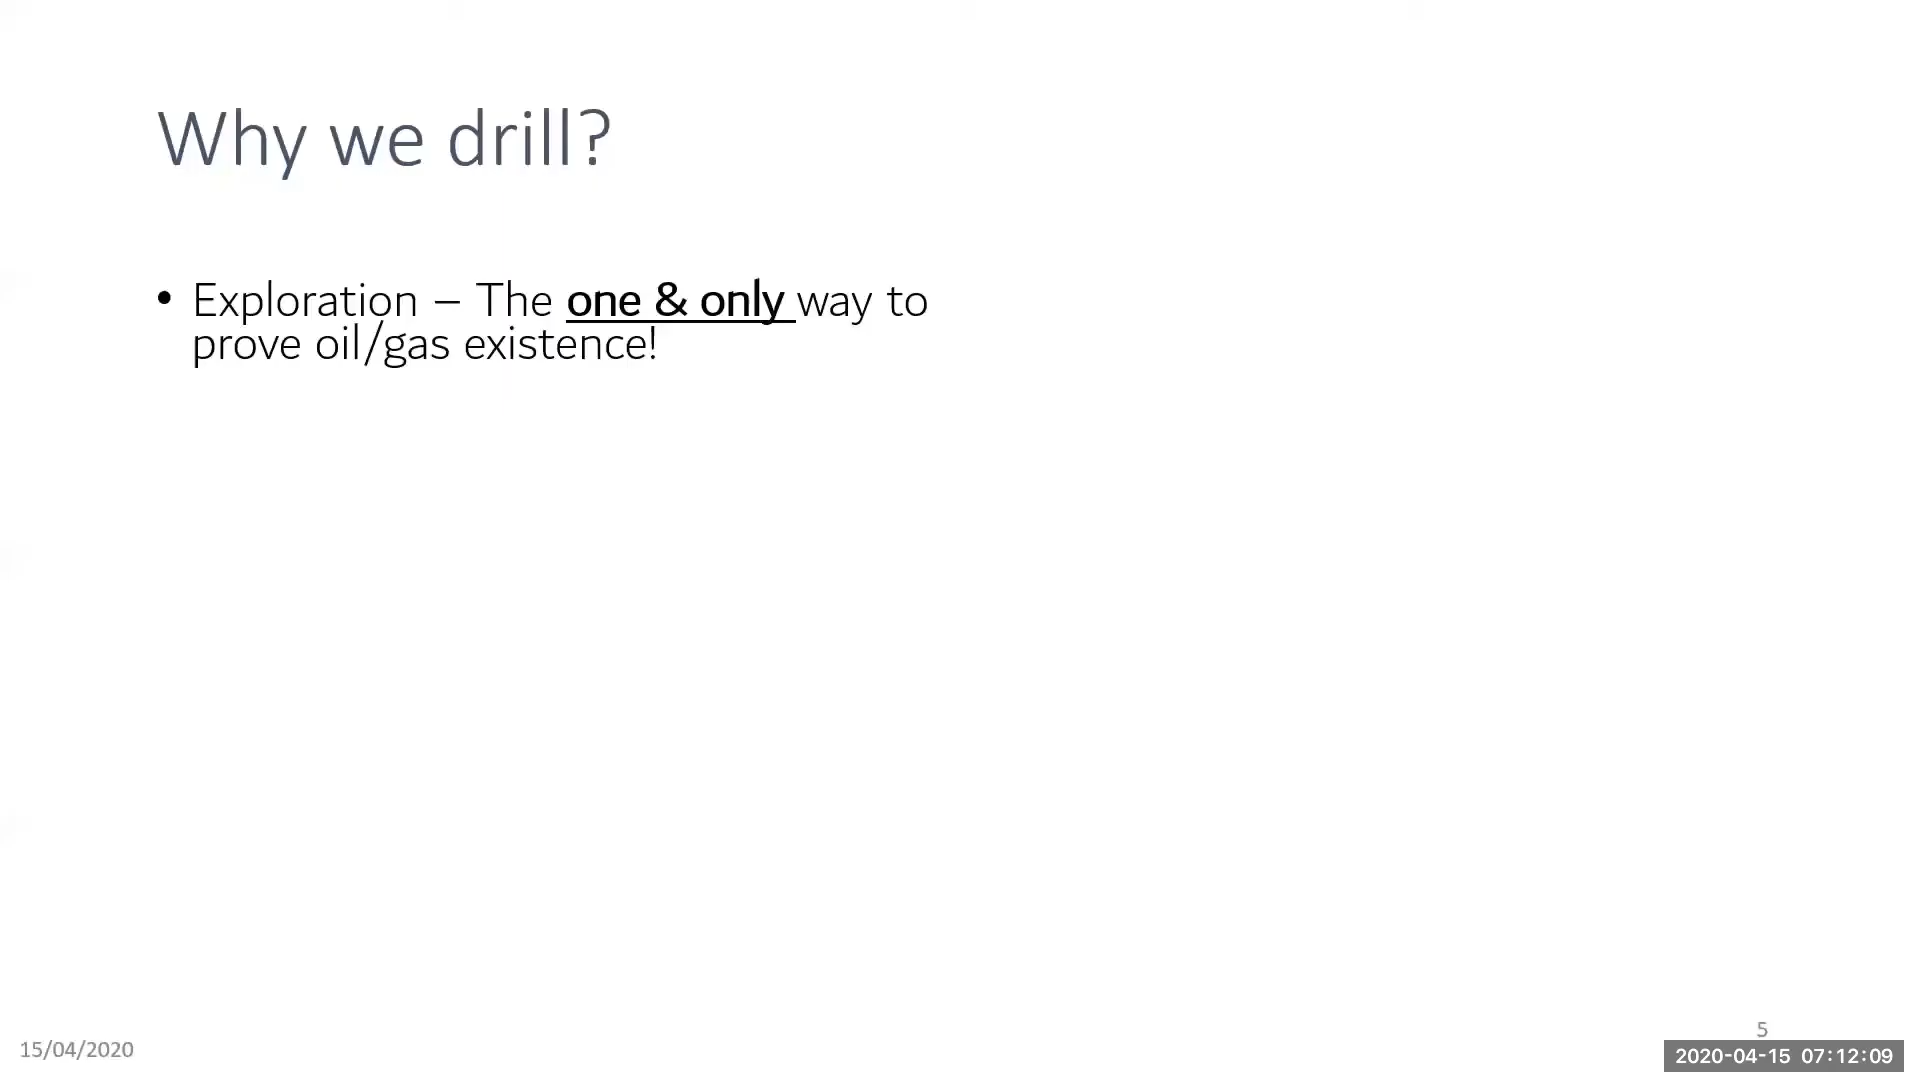 Why we drill?
• Exploration – The one & only way to
prove oil/gas existence!
5
15/04/2020
2020-04-15 07:12:09